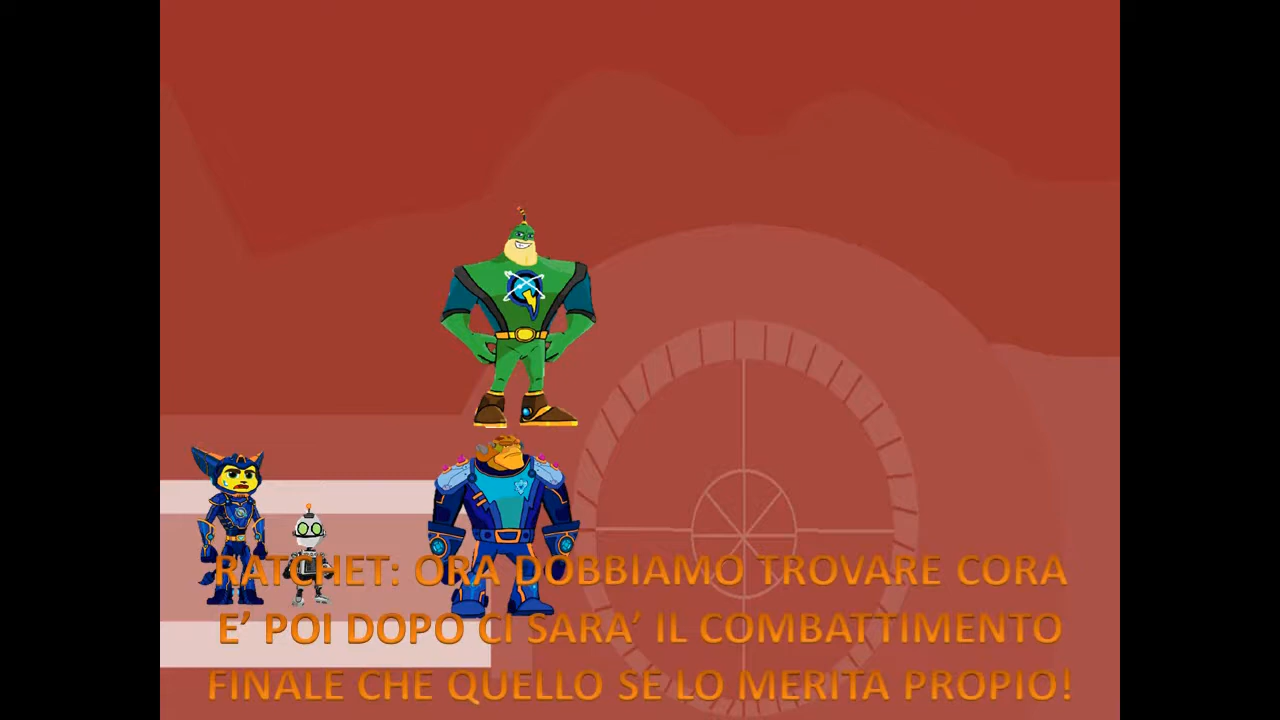 RATCHET: ORA DOBBIAMO TROVARE CORA
E’ POI DOPO CI SARA’ IL COMBATTIMENTO
FINALE CHE QUELLO SE LO MERITA PROPIO!